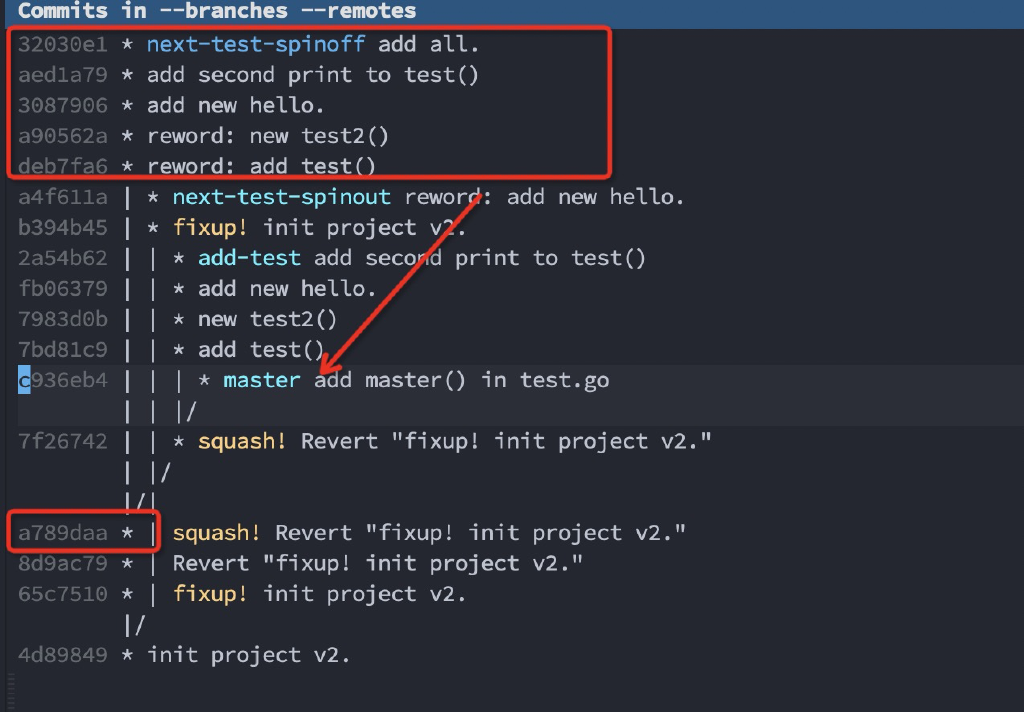 Commits in --branches --remotes
32030e1 * next-test-spinoff add all.
aed1a79 * add second print to test()
3087906 * add new hello.
a90562a * reword: new test2()
deb7fa6 * reword: add test()
a4f611a | * next-test-spinout reword: add new hello.
b394b45 | * fixup! init project v2.
2a54b62 | | * add-test add second print to test()
fb06379 | | * add new hello.
7983d0b | | * new test2()
7bd81c9 | | * add test()
c936eb4 | | | * master add master() in test.go
| | |/
7f26742 | | * squash! Revert "fixup! init project v2."
| |/
|/|
a789daa * | squash! Revert "fixup! init project v2."
8d9ac79 * | Revert "fixup! init project v2."
65c7510 * | fixup! init project v2.
|/
4d89849 * init project v2.